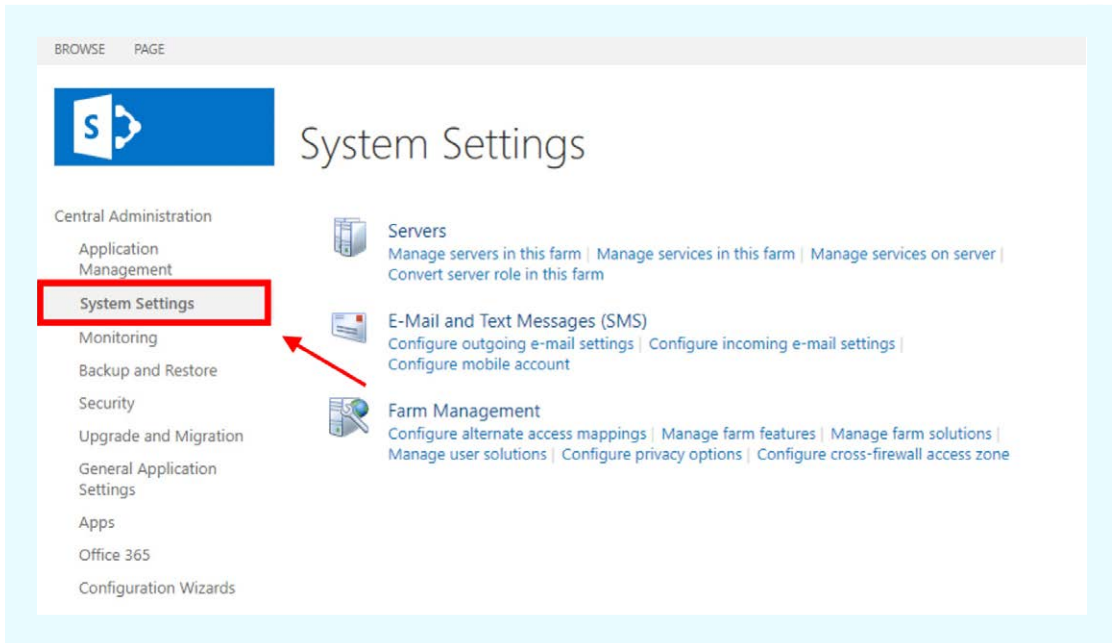 BROWSE PAGE
S
System Settings
Central Administration
Application
Management
System Settings
Monitoring
Backup and Restore
Security
Upgrade and Migration
General Application
Settings
Apps
Office 365
Configuration Wizards
Servers
Manage servers in this farm | Manage services in this farm | Manage services on server |
Convert server role in this farm
E-Mail and Text Messages (SMS)
Configure outgoing e-mail settings | Configure incoming e-mail settings |
Configure mobile account
Farm Management
Configure alternate access mappings | Manage farm features | Manage farm solutions |
Manage user solutions | Configure privacy options | Configure cross-firewall access zone